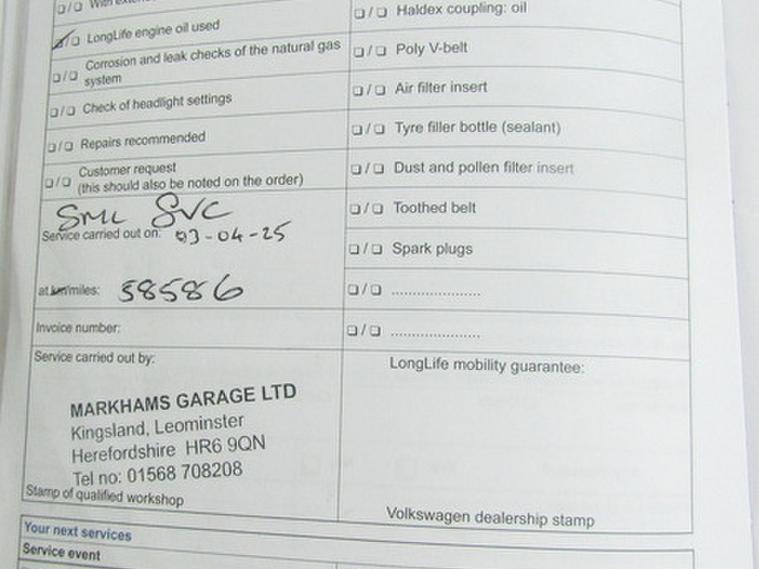 ❏/❏ Haldex coupling: oil
❏/❏ LongLife engine oil used
❏/❏ Poly V-belt
❏/❏ Corrosion and leak checks of the natural gas
system
❏/❏ Air filter insert
❏/❏ Check of headlight settings
❏/❏ Tyre filler bottle (sealant)
❏/❏ Repairs recommended
❏/❏ Dust and pollen filter insert
❏/❏ Customer request
(this should also be noted on the order)
❏/❏ Toothed belt
SML SVC
Service carried out on: 03-04-25
❏/❏ Spark plugs
at km/miles: 58586
❏/❏ .....................
Invoice number:
❏/❏ .....................
Service carried out by:
LongLife mobility guarantee:
MARKHAMS GARAGE LTD
Kingsland, Leominster
Herefordshire HR6 9QN
Tel no: 01568 708208
Stamp of qualified workshop
Volkswagen dealership stamp
Your next services
Service event